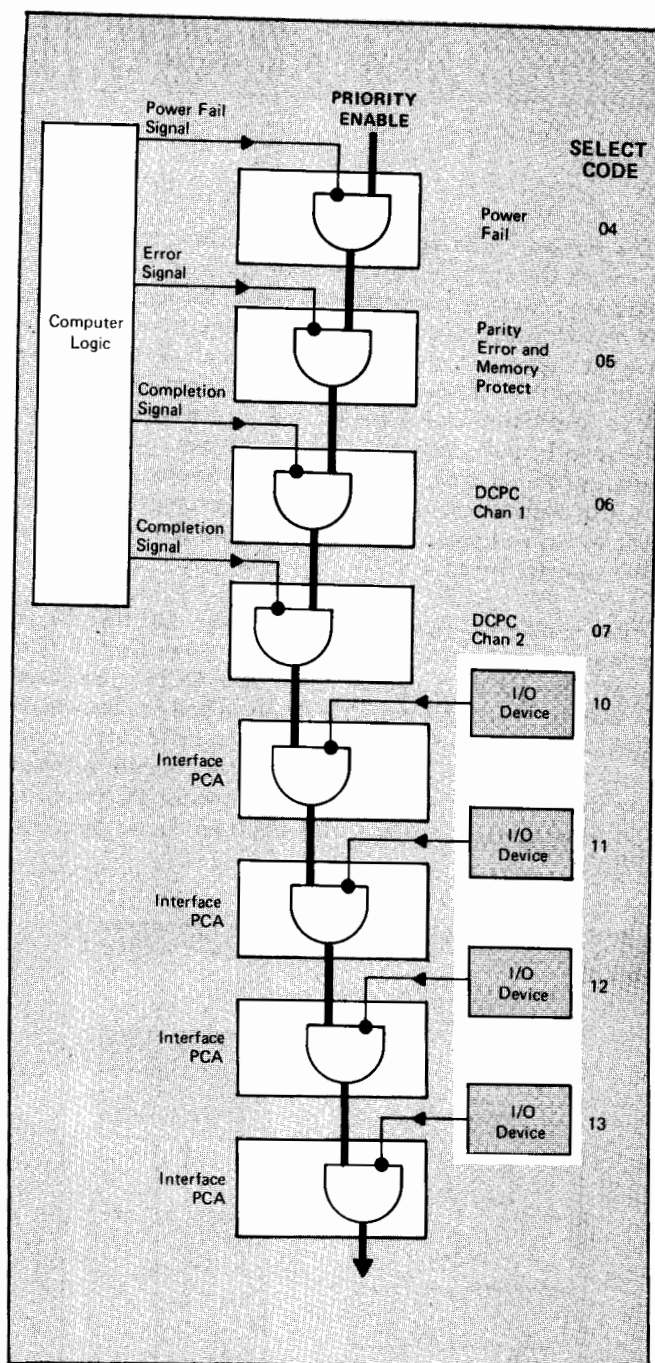 PRIORITY
ENABLE
Power Fail
Signal
SELECT
CODE
Power
Fail
04
Error
Signal
Computer
Logic
Parity
Error and
Memory
Protect
05
Completion
Signal
DCPC
Chan 1
06
Completion
Signal
DCPC
Chan 2
07
I/O
Device
10
Interface
PCA
I/O
Device
11
Interface
PCA
I/O
Device
12
Interface
PCA
I/O
Device
13
Interface
PCA